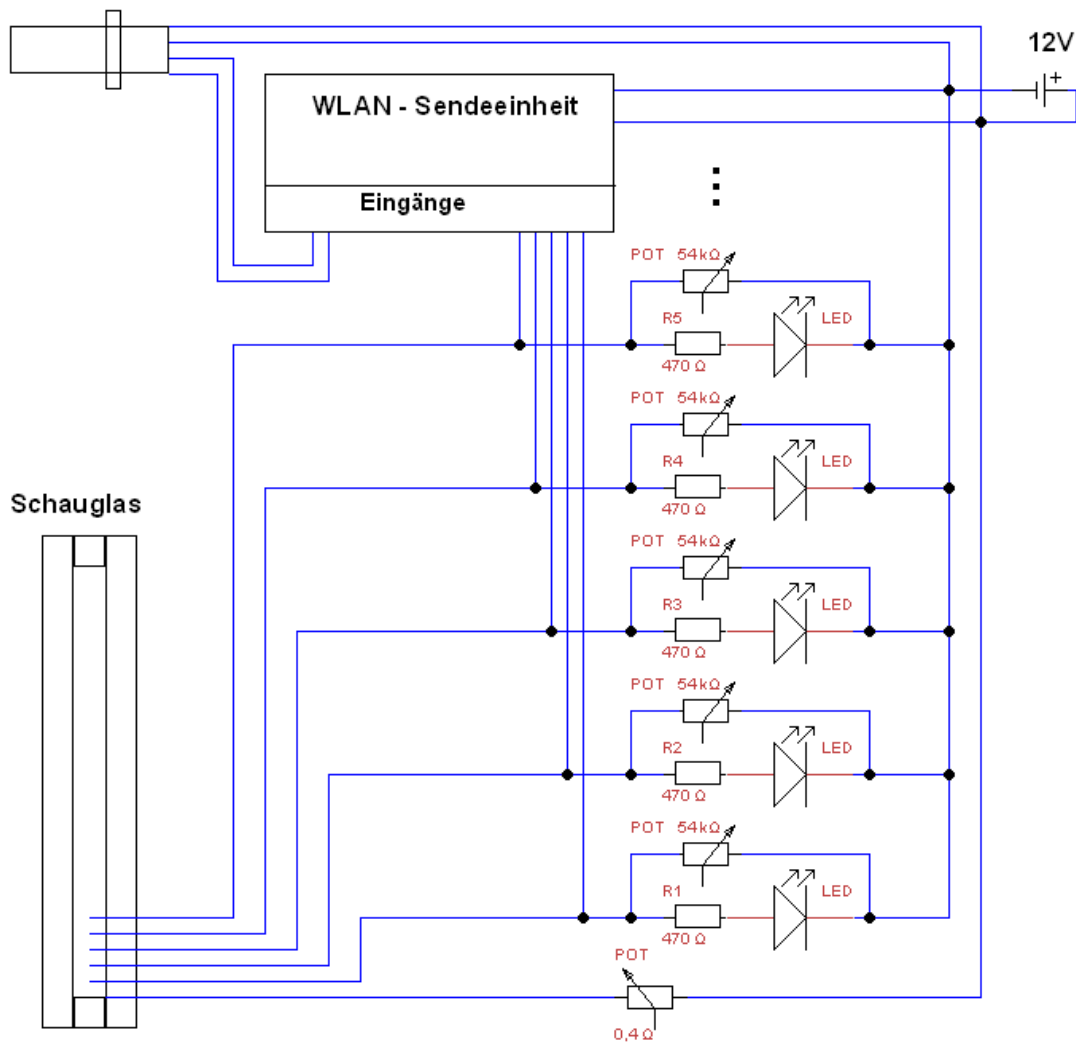 12V
+
WLAN - Sendeeinheit
Eingänge
POT 54kΩ
R5
LED
470 Ω
POT 54kΩ
R4
LED
470 Ω
Schauglas
POT 54kΩ
R3
LED
470 Ω
POT 54kΩ
R2
LED
470 Ω
POT 54kΩ
R1
LED
470 Ω
POT
0,4 Ω